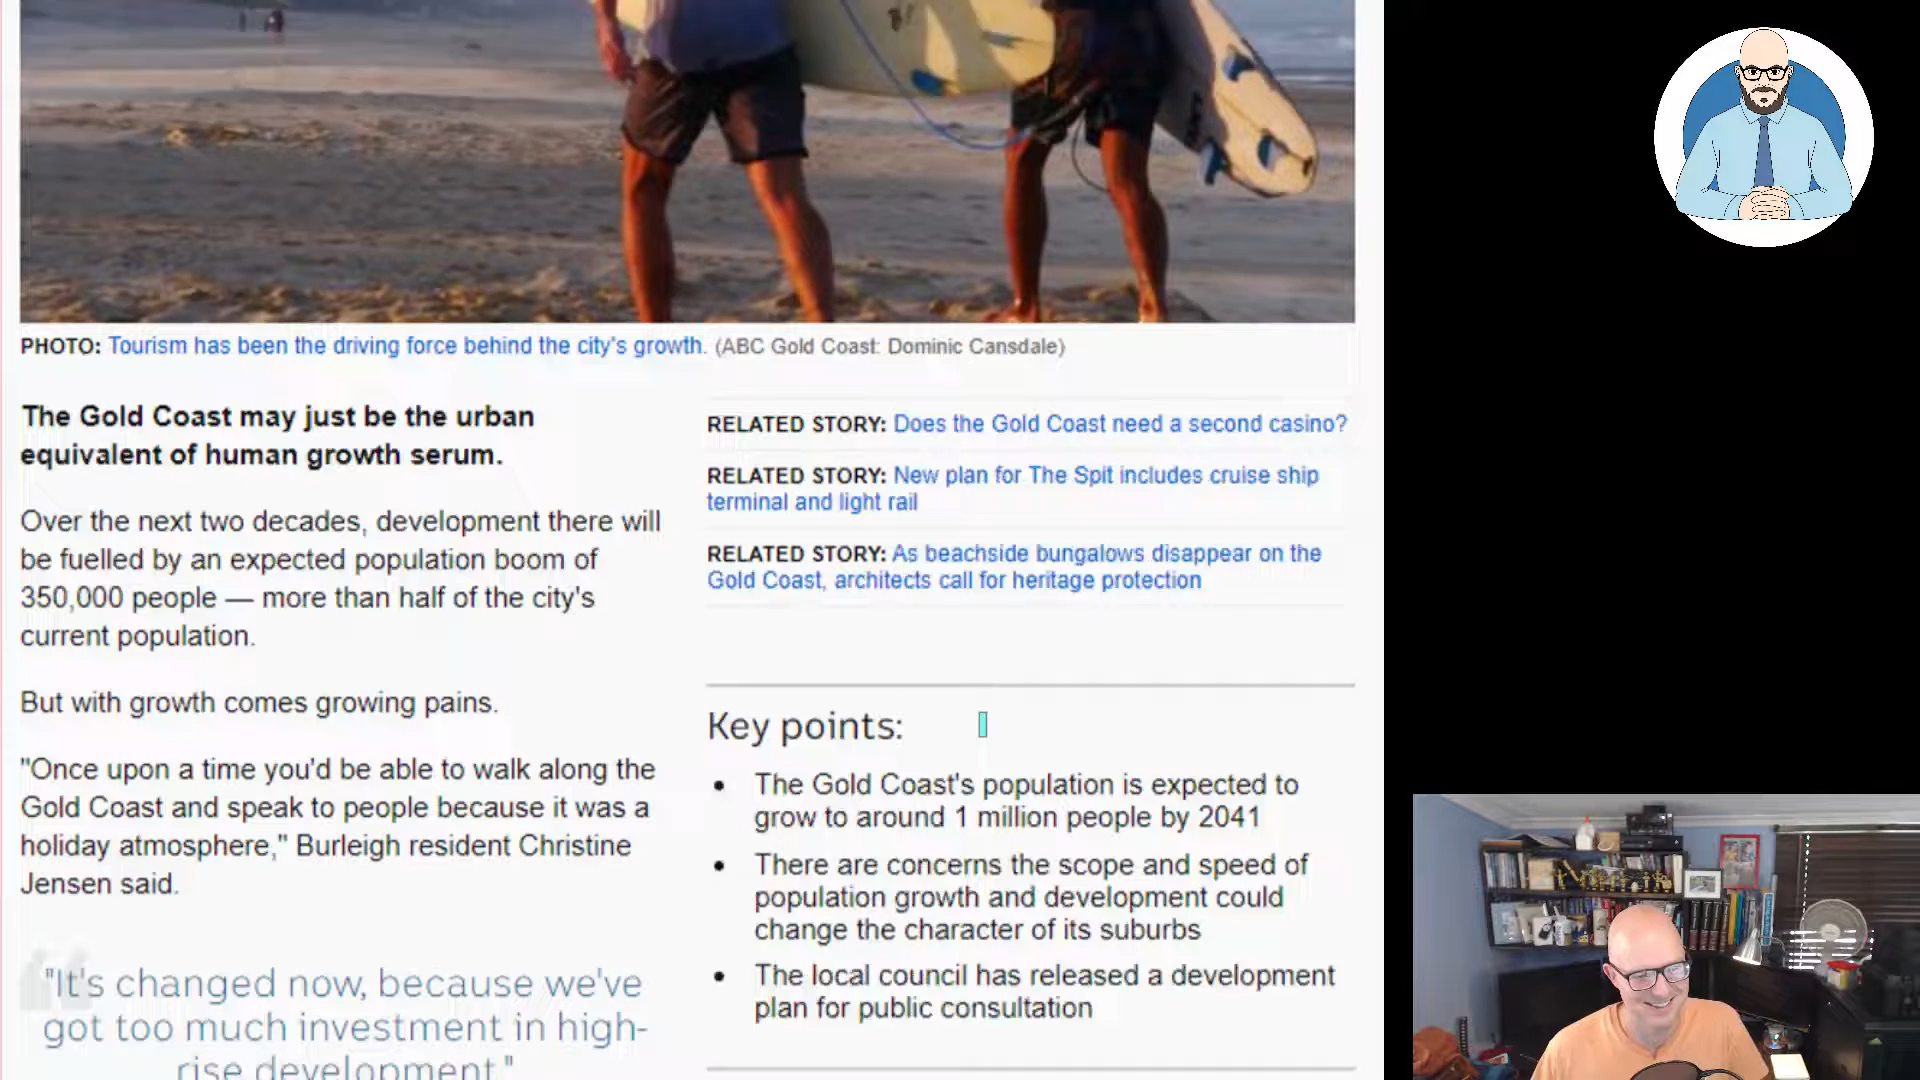 PHOTO: Tourism has been the driving force behind the city's growth. (ABC Gold Coast: Dominic Cansdale)
The Gold Coast may just be the urban
equivalent of human growth serum.
Over the next two decades, development there will
be fuelled by an expected population boom of
350,000 people — more than half of the city's
current population.
But with growth comes growing pains.
"Once upon a time you'd be able to walk along the
Gold Coast and speak to people because it was a
holiday atmosphere," Burleigh resident Christine
Jensen said.
"It's changed now, because we've
got too much investment in high-
rise development."
RELATED STORY: Does the Gold Coast need a second casino?
RELATED STORY: New plan for The Spit includes cruise ship
terminal and light rail
RELATED STORY: As beachside bungalows disappear on the
Gold Coast, architects call for heritage protection
Key points:
• The Gold Coast's population is expected to
grow to around 1 million people by 2041
• There are concerns the scope and speed of
population growth and development could
change the character of its suburbs
• The local council has released a development
plan for public consultation